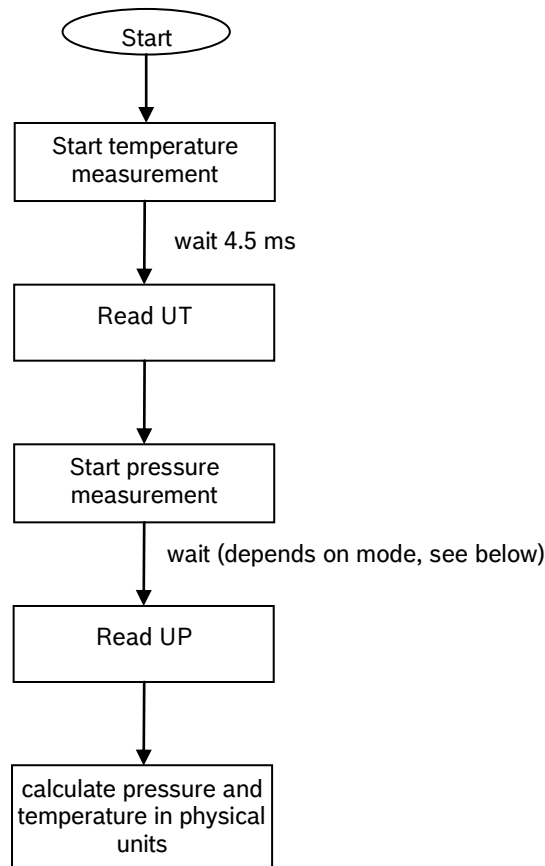 Start
Start temperature
measurement
wait 4.5 ms
Read UT
Start pressure
measurement
wait (depends on mode, see below)
Read UP
calculate pressure and
temperature in physical
units